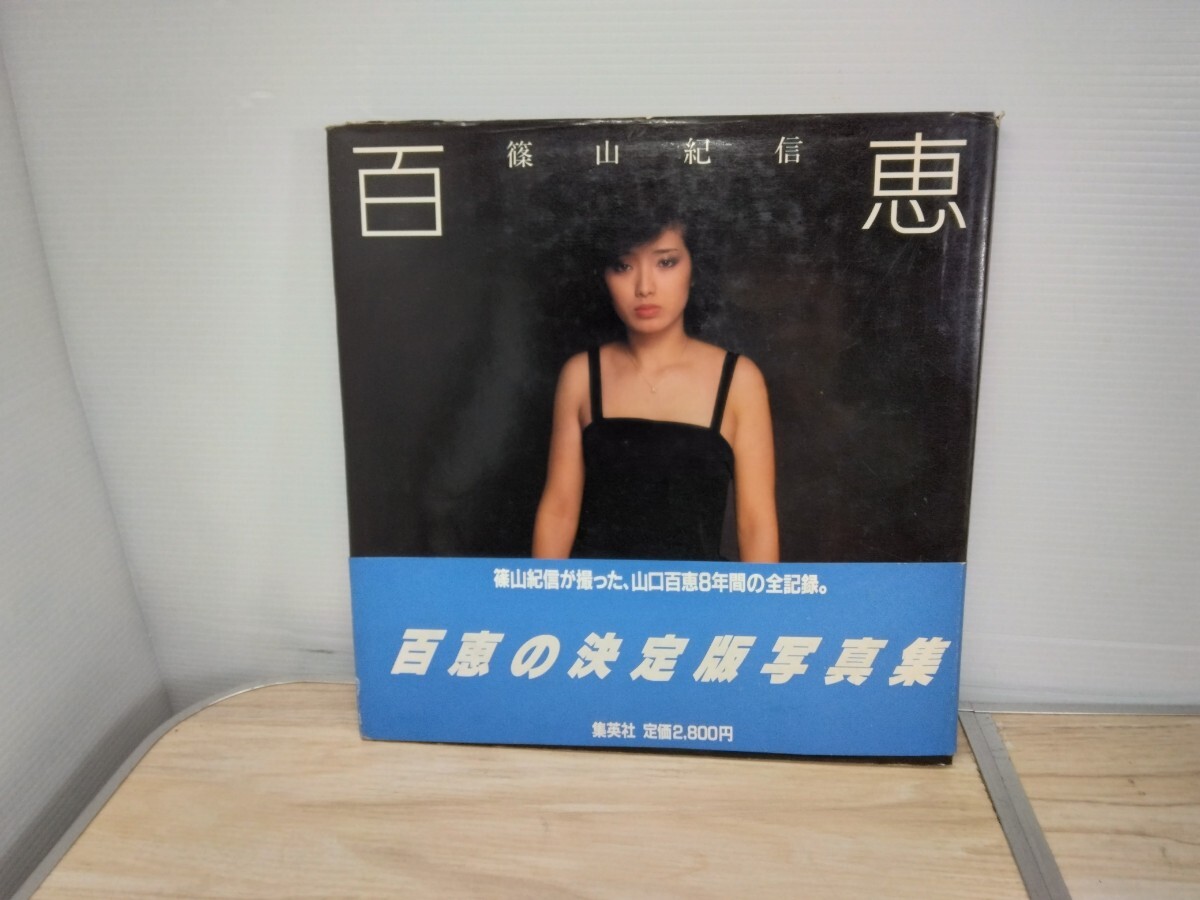 百恵
篠山紀信
篠山紀信が撮った、山口百恵8年間の全記録。
百恵の決定版写真集
集英社 定価2,800円